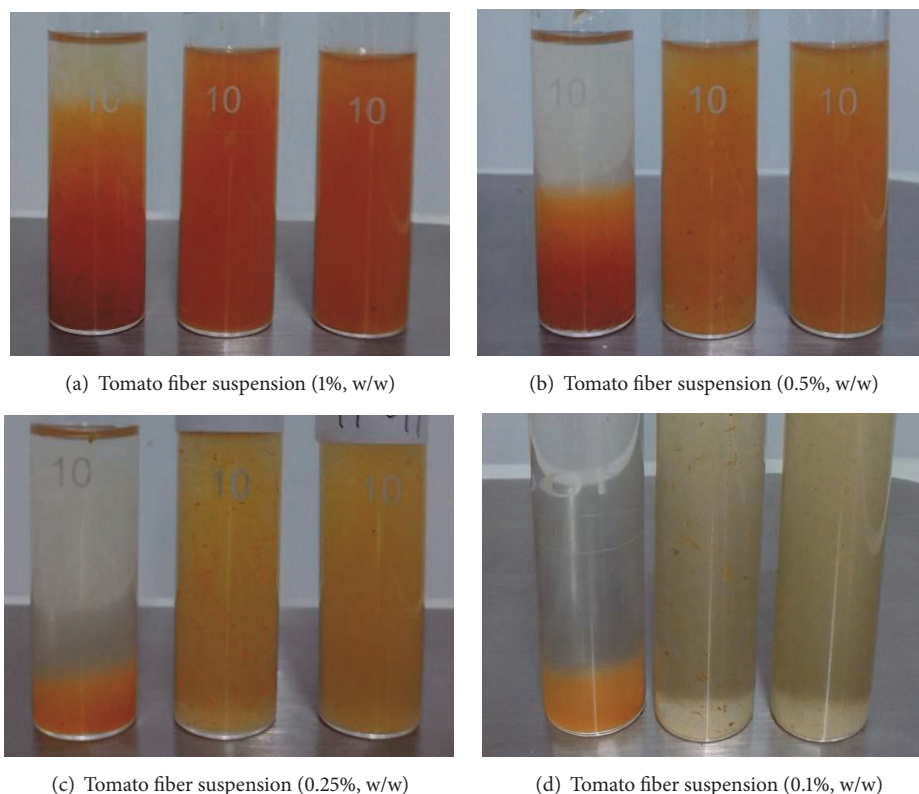 10 10 10
10 10 10
(a) Tomato fiber suspension (1%, w/w)
(b) Tomato fiber suspension (0.5%, w/w)
10 10 10
(c) Tomato fiber suspension (0.25%, w/w)
(d) Tomato fiber suspension (0.1%, w/w)